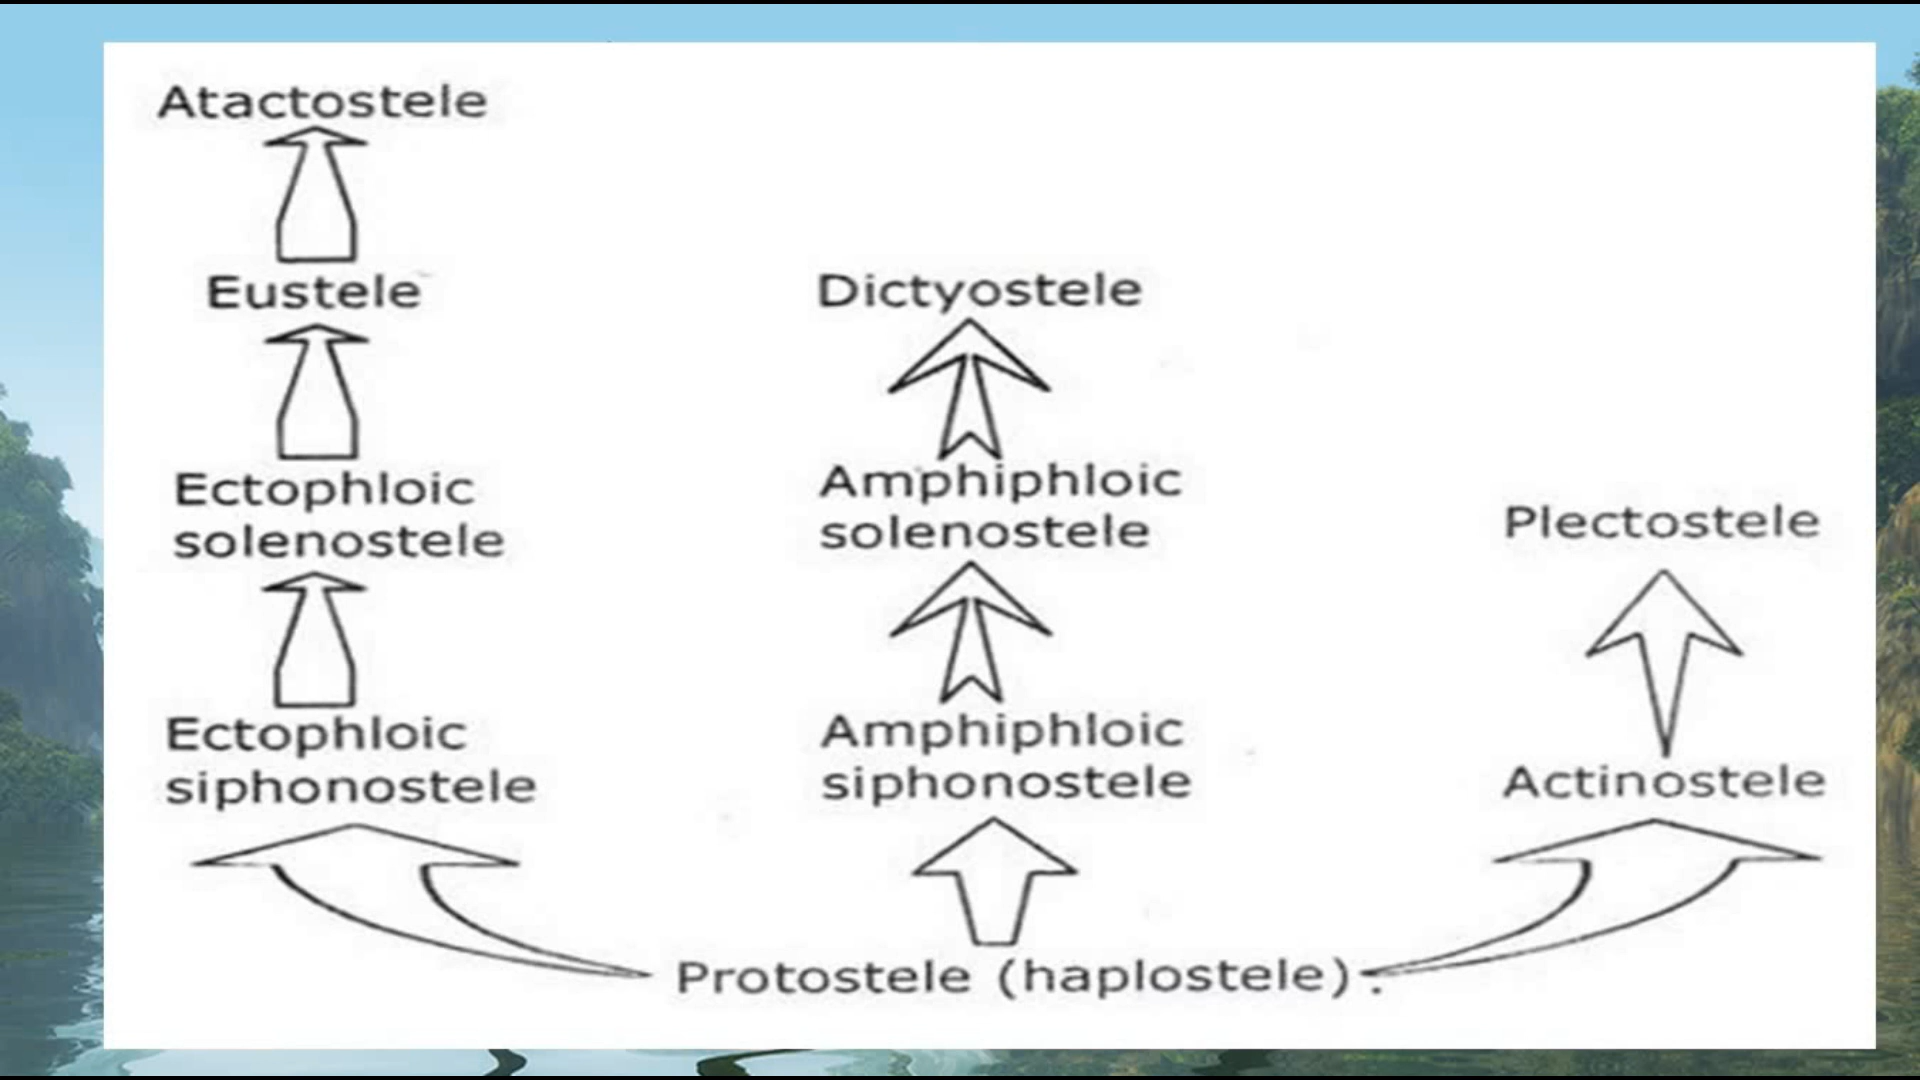 Atactostele
Eustele
Ectophloic
solenostele
Ectophloic
siphonostele
Dictyostele
Amphiphloic
solenostele
Amphiphloic
siphonostele
Plectostele
Actinostele
Protostele (haplostele).